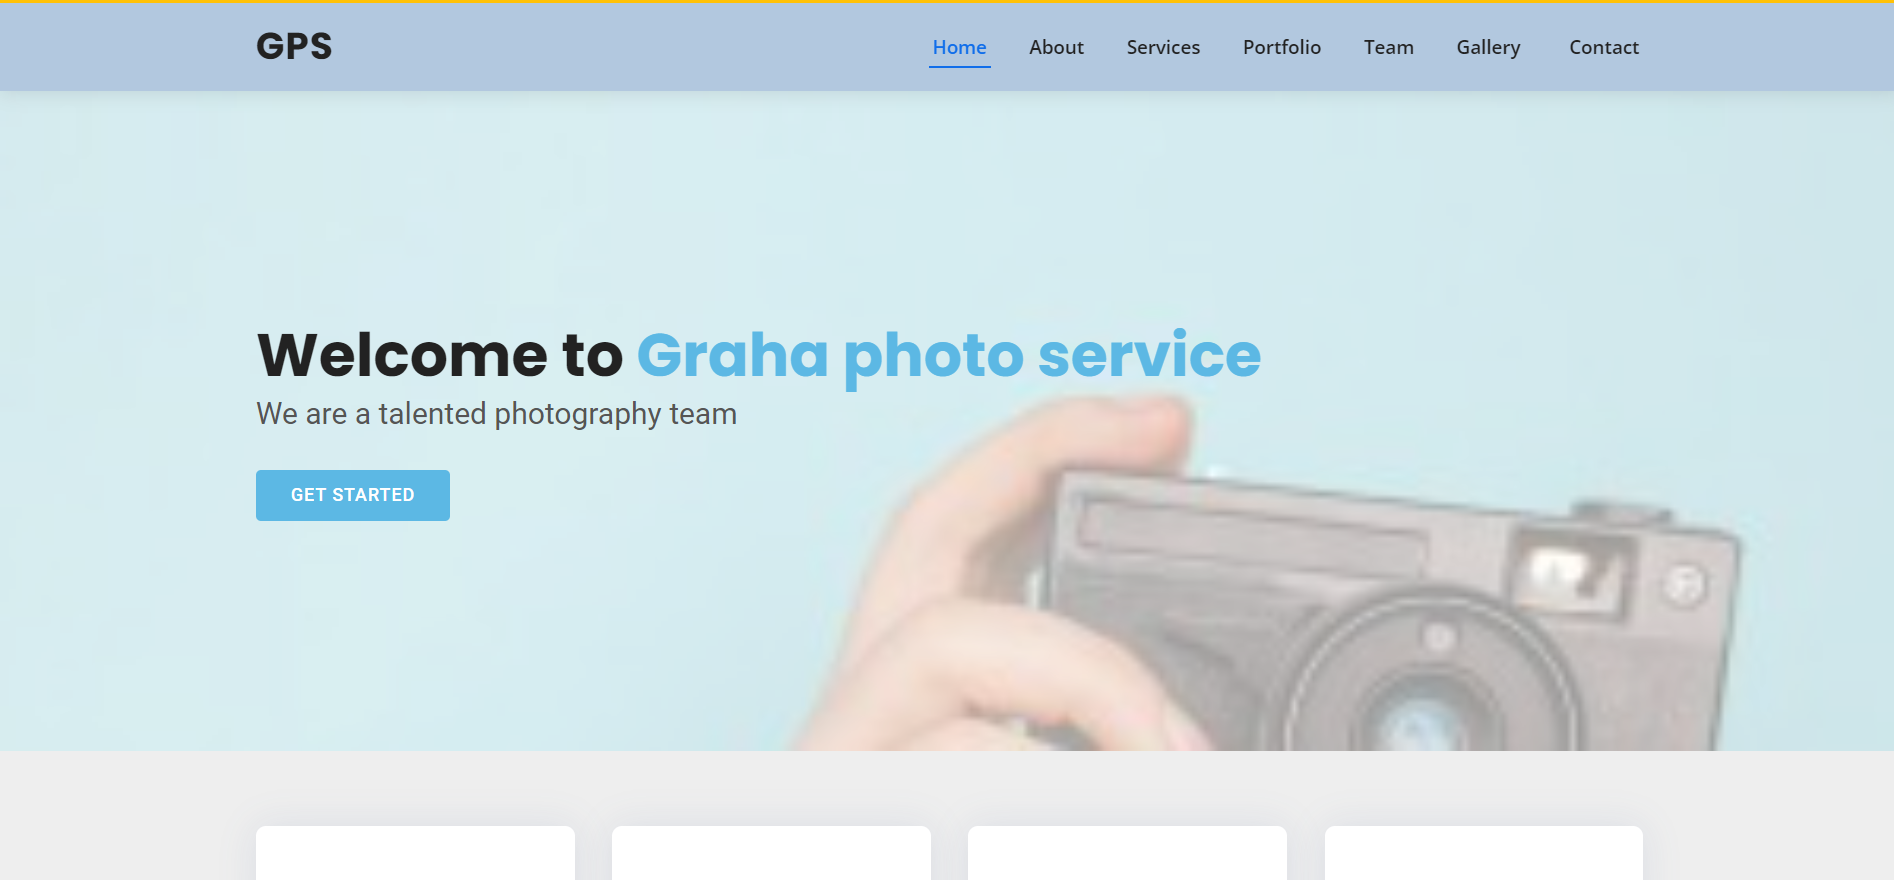 GPS
Home About Services Portfolio Team Gallery Contact
Welcome to Graha photo service
We are a talented photography team
GET STARTED